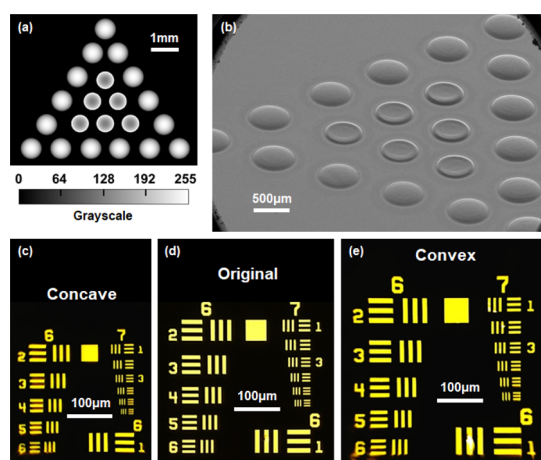 (a)
1mm
0 64 128 192 255
Grayscale
(b)
500μm
(c)
Concave
6 7
2 1
3 3
4
100μm
5 6
6 1
(d)
Original
6 7
2 1
3 3
4
100μm
5 6
6 1
(e)
Convex
6 7
2 1
3 3
4
100μm
5 6
6 1